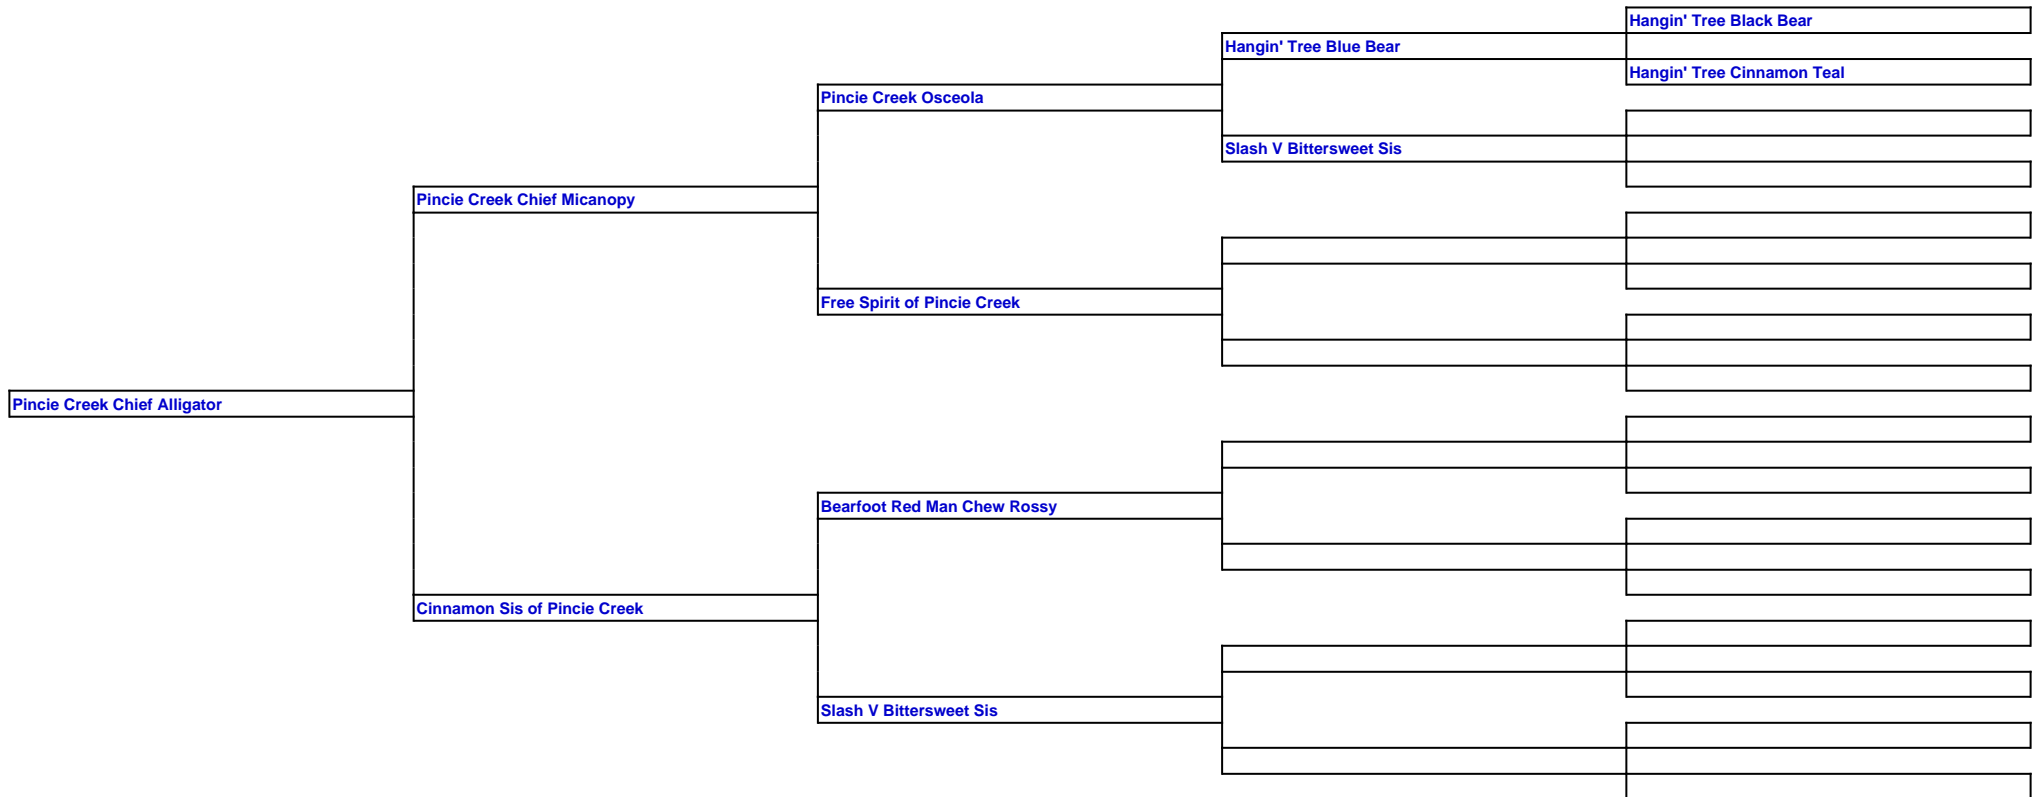 Hangin' Tree Black Bear
Hangin' Tree Blue Bear
Hangin' Tree Cinnamon Teal
Pincie Creek Osceola
Slash V Bittersweet Sis
Pincie Creek Chief Micanopy
Free Spirit of Pincie Creek
Pincie Creek Chief Alligator
Bearfoot Red Man Chew Rossy
Cinnamon Sis of Pincie Creek
Slash V Bittersweet Sis